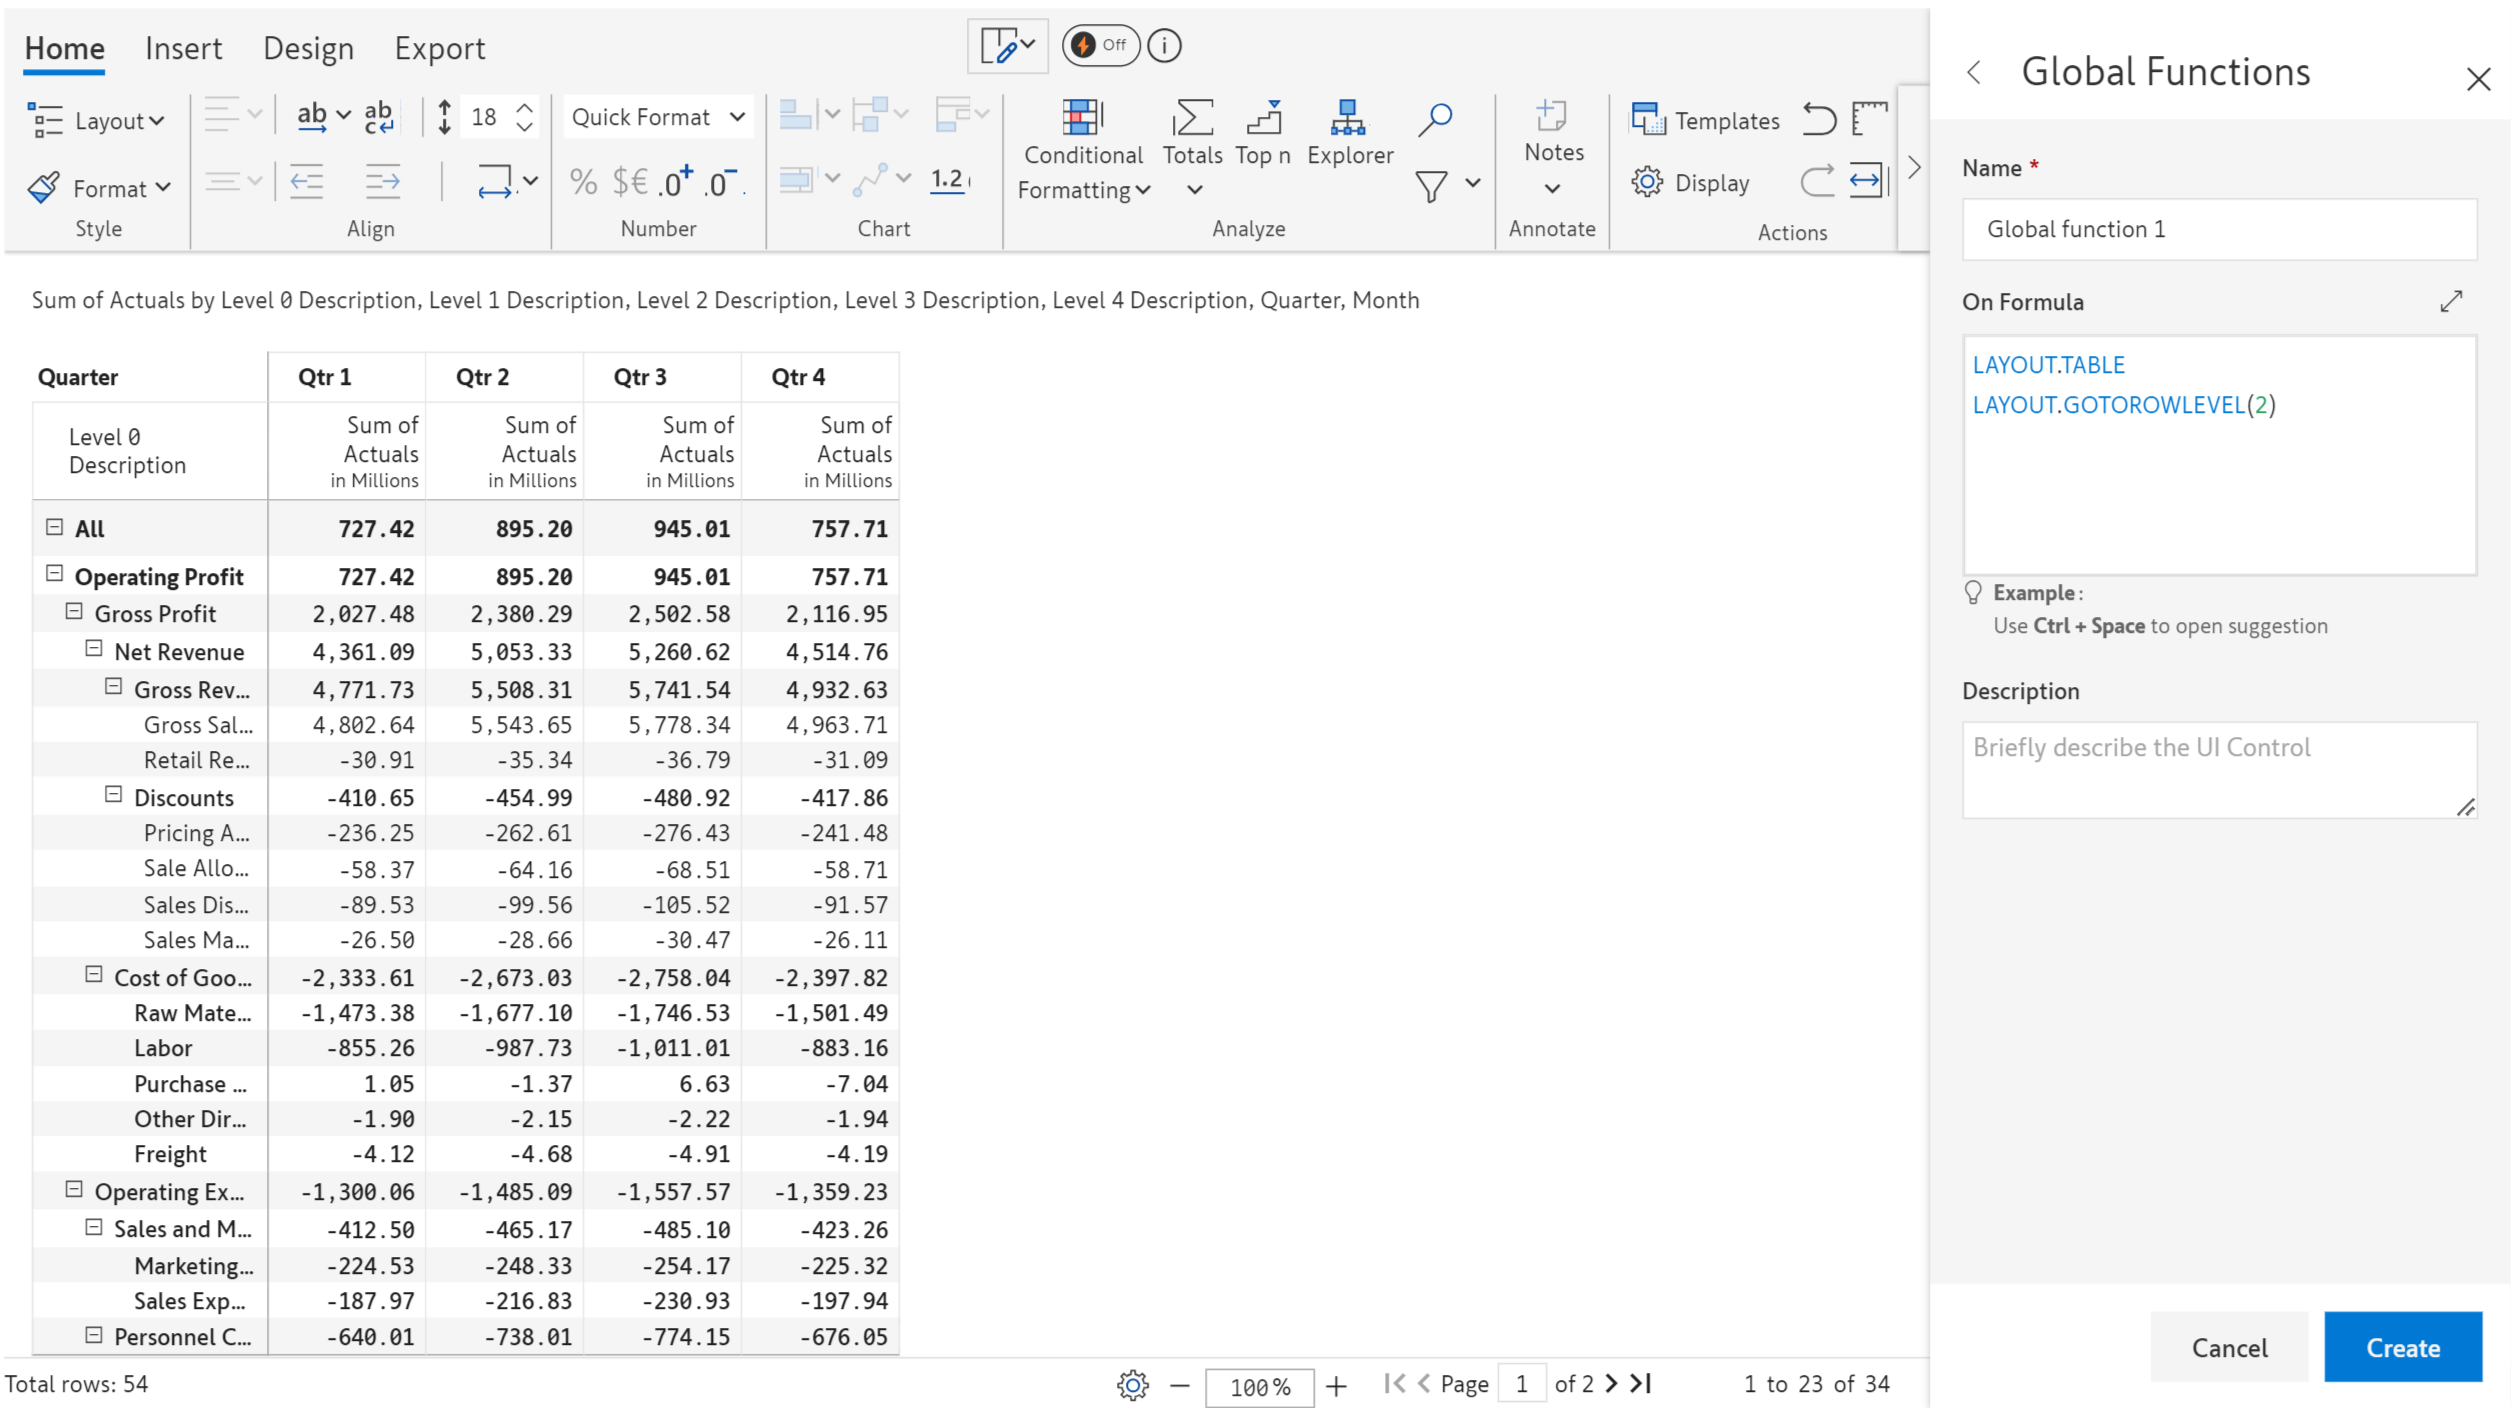 Home Insert Design Export
Off
Layout
Format
Style
ab ab
c
18
Align
Quick Format
% $€ .0+ .0-
Number
1.2
Chart
Conditional
Formatting
Totals
Top n
Explorer
Analyze
Notes
Annotate
Templates
Display
Actions
Sum of Actuals by Level 0 Description, Level 1 Description, Level 2 Description, Level 3 Description, Level 4 Description, Quarter, Month
Quarter Qtr 1 Qtr 2 Qtr 3 Qtr 4
Level 0 Description Sum of Actuals in Millions Sum of Actuals in Millions Sum of Actuals in Millions Sum of Actuals in Millions
All 727.42 895.20 945.01 757.71
Operating Profit 727.42 895.20 945.01 757.71
Gross Profit 2,027.48 2,380.29 2,502.58 2,116.95
Net Revenue 4,361.09 5,053.33 5,260.62 4,514.76
Gross Rev... 4,771.73 5,508.31 5,741.54 4,932.63
Gross Sal... 4,802.64 5,543.65 5,778.34 4,963.71
Retail Re... -30.91 -35.34 -36.79 -31.09
Discounts -410.65 -454.99 -480.92 -417.86
Pricing A... -236.25 -262.61 -276.43 -241.48
Sale Allo... -58.37 -64.16 -68.51 -58.71
Sales Dis... -89.53 -99.56 -105.52 -91.57
Sales Ma... -26.50 -28.66 -30.47 -26.11
Cost of Goo... -2,333.61 -2,673.03 -2,758.04 -2,397.82
Raw Mate... -1,473.38 -1,677.10 -1,746.53 -1,501.49
Labor -855.26 -987.73 -1,011.01 -883.16
Purchase ... 1.05 -1.37 6.63 -7.04
Other Dir... -1.90 -2.15 -2.22 -1.94
Freight -4.12 -4.68 -4.91 -4.19
Operating Ex... -1,300.06 -1,485.09 -1,557.57 -1,359.23
Sales and M... -412.50 -465.17 -485.10 -423.26
Marketing... -224.53 -248.33 -254.17 -225.32
Sales Exp... -187.97 -216.83 -230.93 -197.94
Personnel C... -640.01 -738.01 -774.15 -676.05
Total rows: 54
100% Page 1 of 2
1 to 23 of 34
Global Functions
Name *
Global function 1
On Formula
LAYOUT.TABLE
LAYOUT.GOTOROWLEVEL(2)
Example :
Use Ctrl + Space to open suggestion
Description
Briefly describe the UI Control
Cancel Create